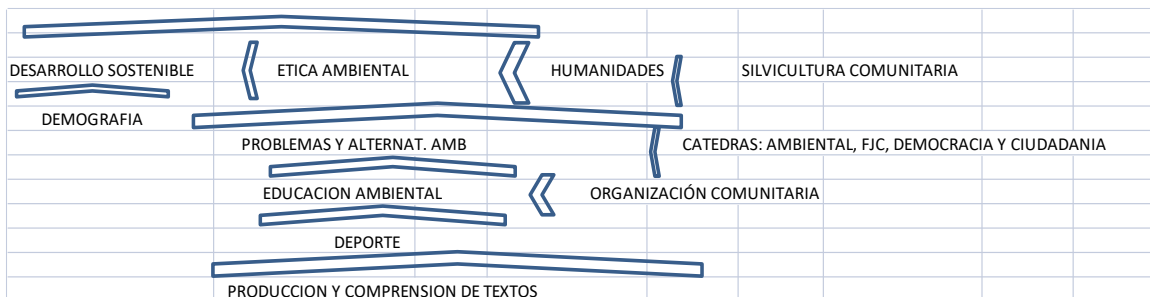 DESARROLLO SOSTENIBLE ETICA AMBIENTAL HUMANIDADES SILVICULTURA COMUNITARIA
DEMOGRAFIA
PROBLEMAS Y ALTERNAT. AMB CATEDRAS: AMBIENTAL, FJC, DEMOCRACIA Y CIUDADANIA
EDUCACION AMBIENTAL ORGANIZACIÓN COMUNITARIA
DEPORTE
PRODUCCION Y COMPRENSION DE TEXTOS